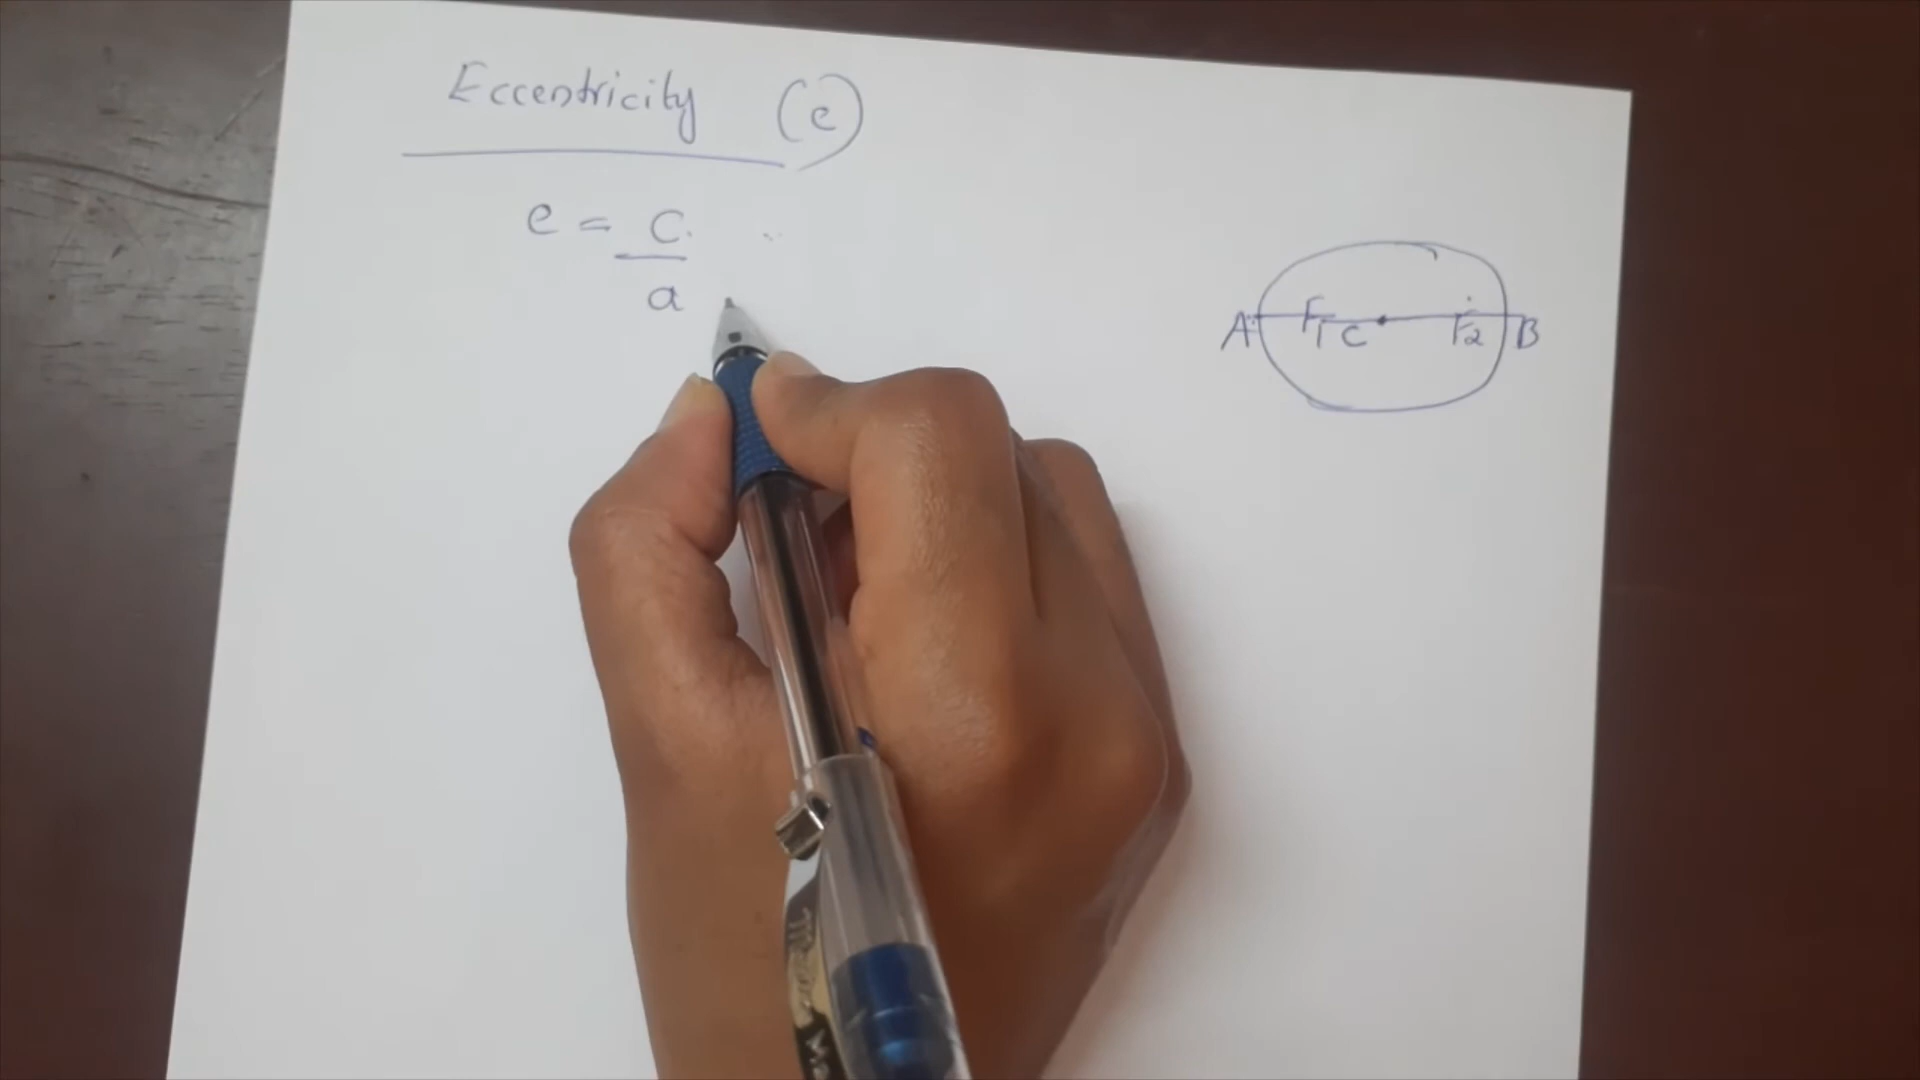 Eccentricity (e)
e = C
a
A F1 C F2 B